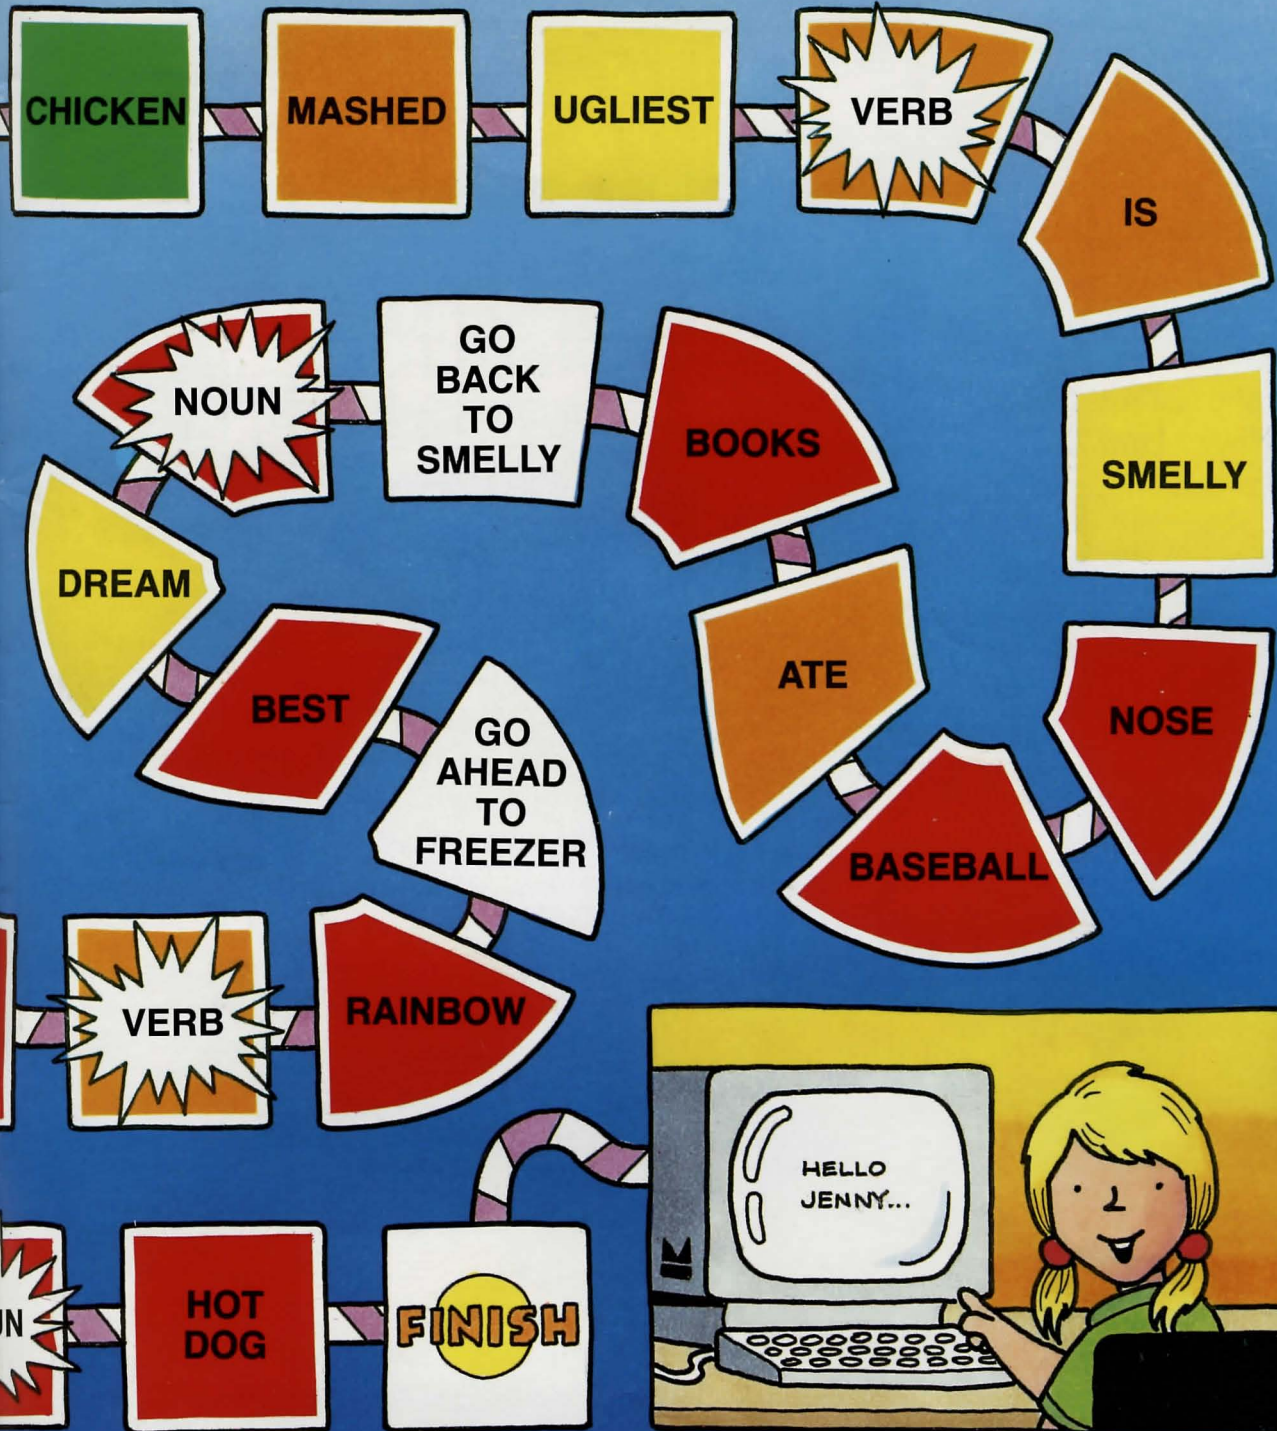 CHICKEN
MASHED
UGLIEST
VERB
IS
SMELLY
NOSE
BASEBALL
ATE
BOOKS
GO
BACK
TO
SMELLY
NOUN
DREAM
BEST
GO
AHEAD
TO
FREEZER
RAINBOW
VERB
UN
HOT
DOG
FINISH
HELLO
JENNY...